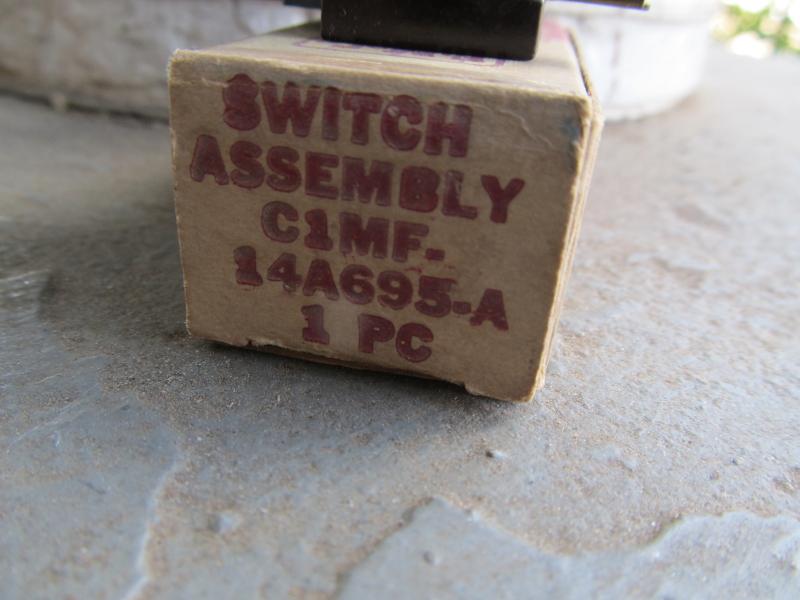 SWITCH
ASSEMBLY
C1MF-
14A695-A
1 PC